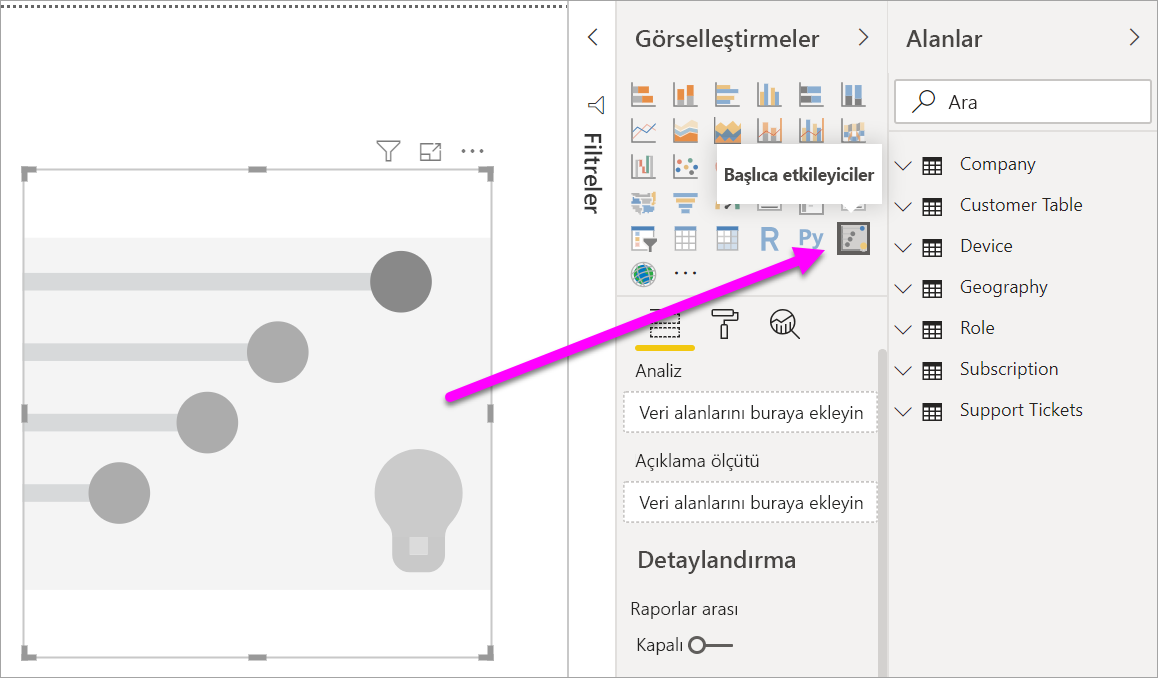 Görselleştirmeler
Alanlar
Ara
Filtreler
Başlıca etkileyiciler
R
Py
Company
Customer Table
Device
Geography
Role
Subscription
Support Tickets
Analiz
Veri alanlarını buraya ekleyin
Açıklama ölçütü
Veri alanlarını buraya ekleyin
Detaylandırma
Raporlar arası
Kapalı